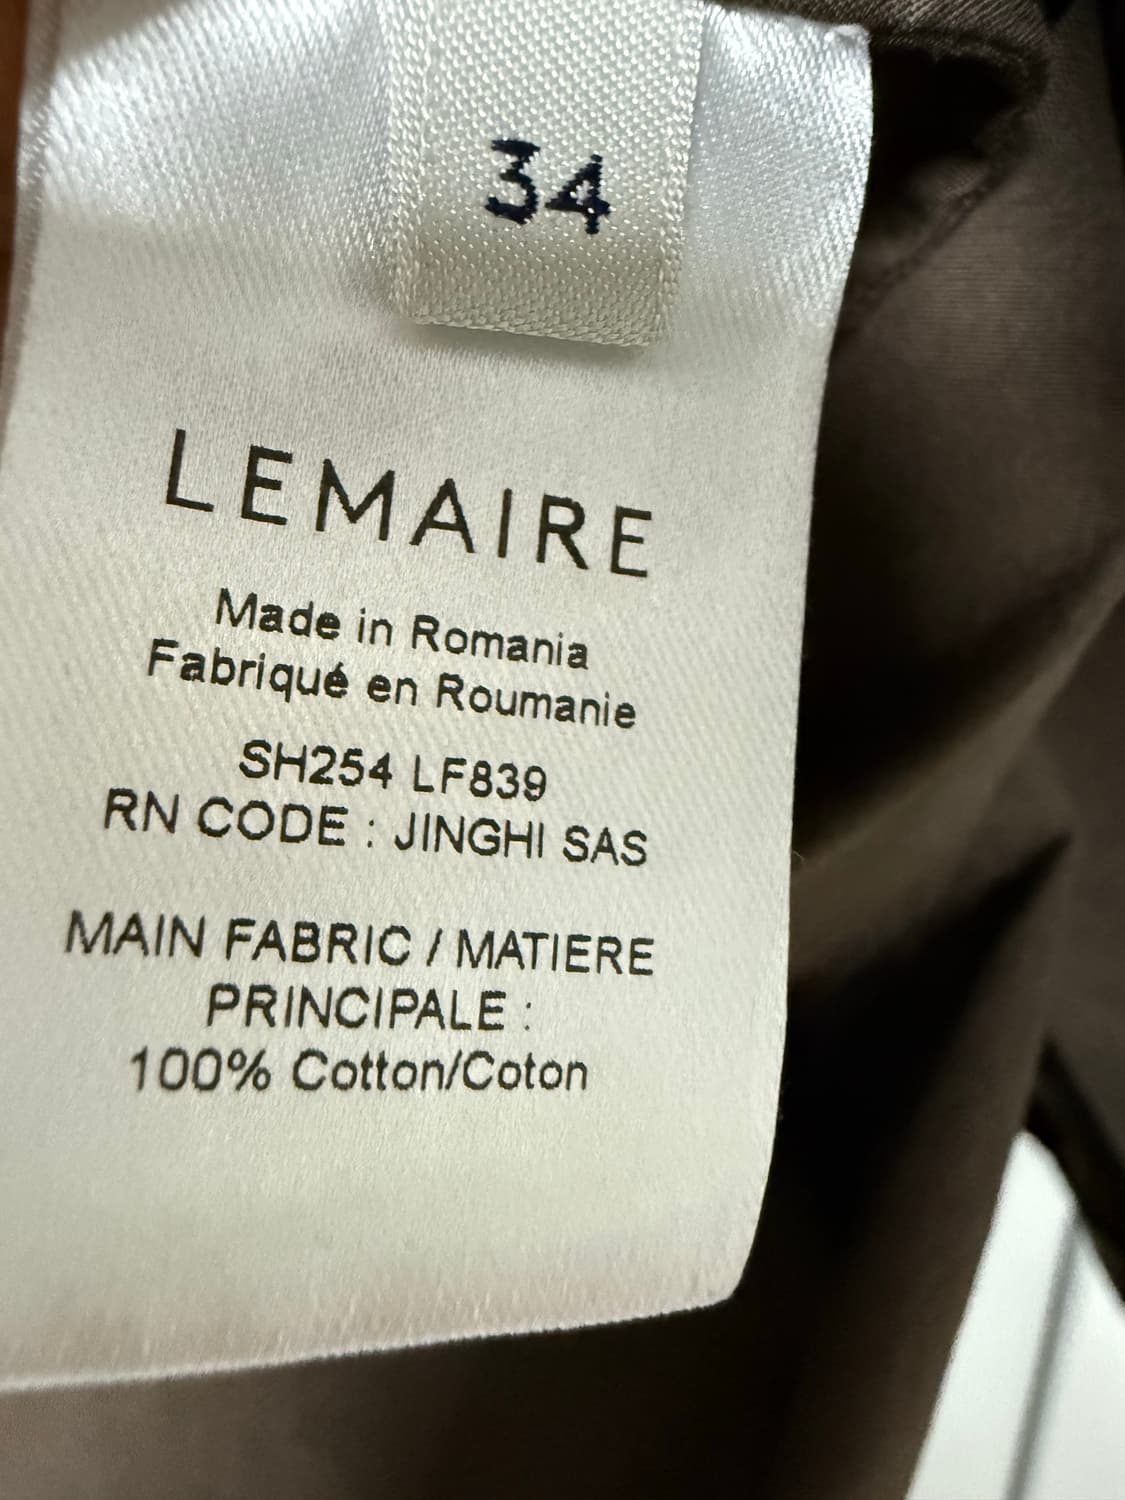 34
LEMAIRE
Made in Romania
Fabriqué en Roumanie
SH254 LF839
RN CODE : JINGHI SAS
MAIN FABRIC / MATIERE
PRINCIPALE :
100% Cotton/Coton